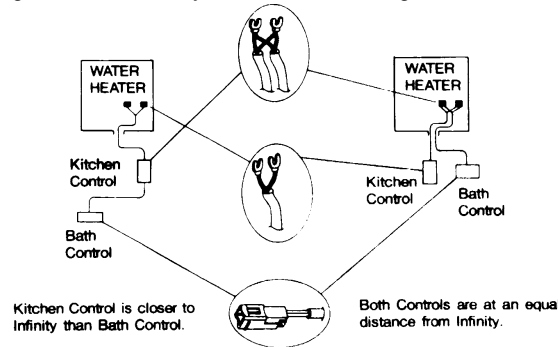 WATER
HEATER
Kitchen
Control
Bath
Control
WATER
HEATER
Kitchen
Control
Bath
Control
Kitchen Control is closer to
Infinity than Bath Control.
Both Controls are at an equa
distance from Infinity.